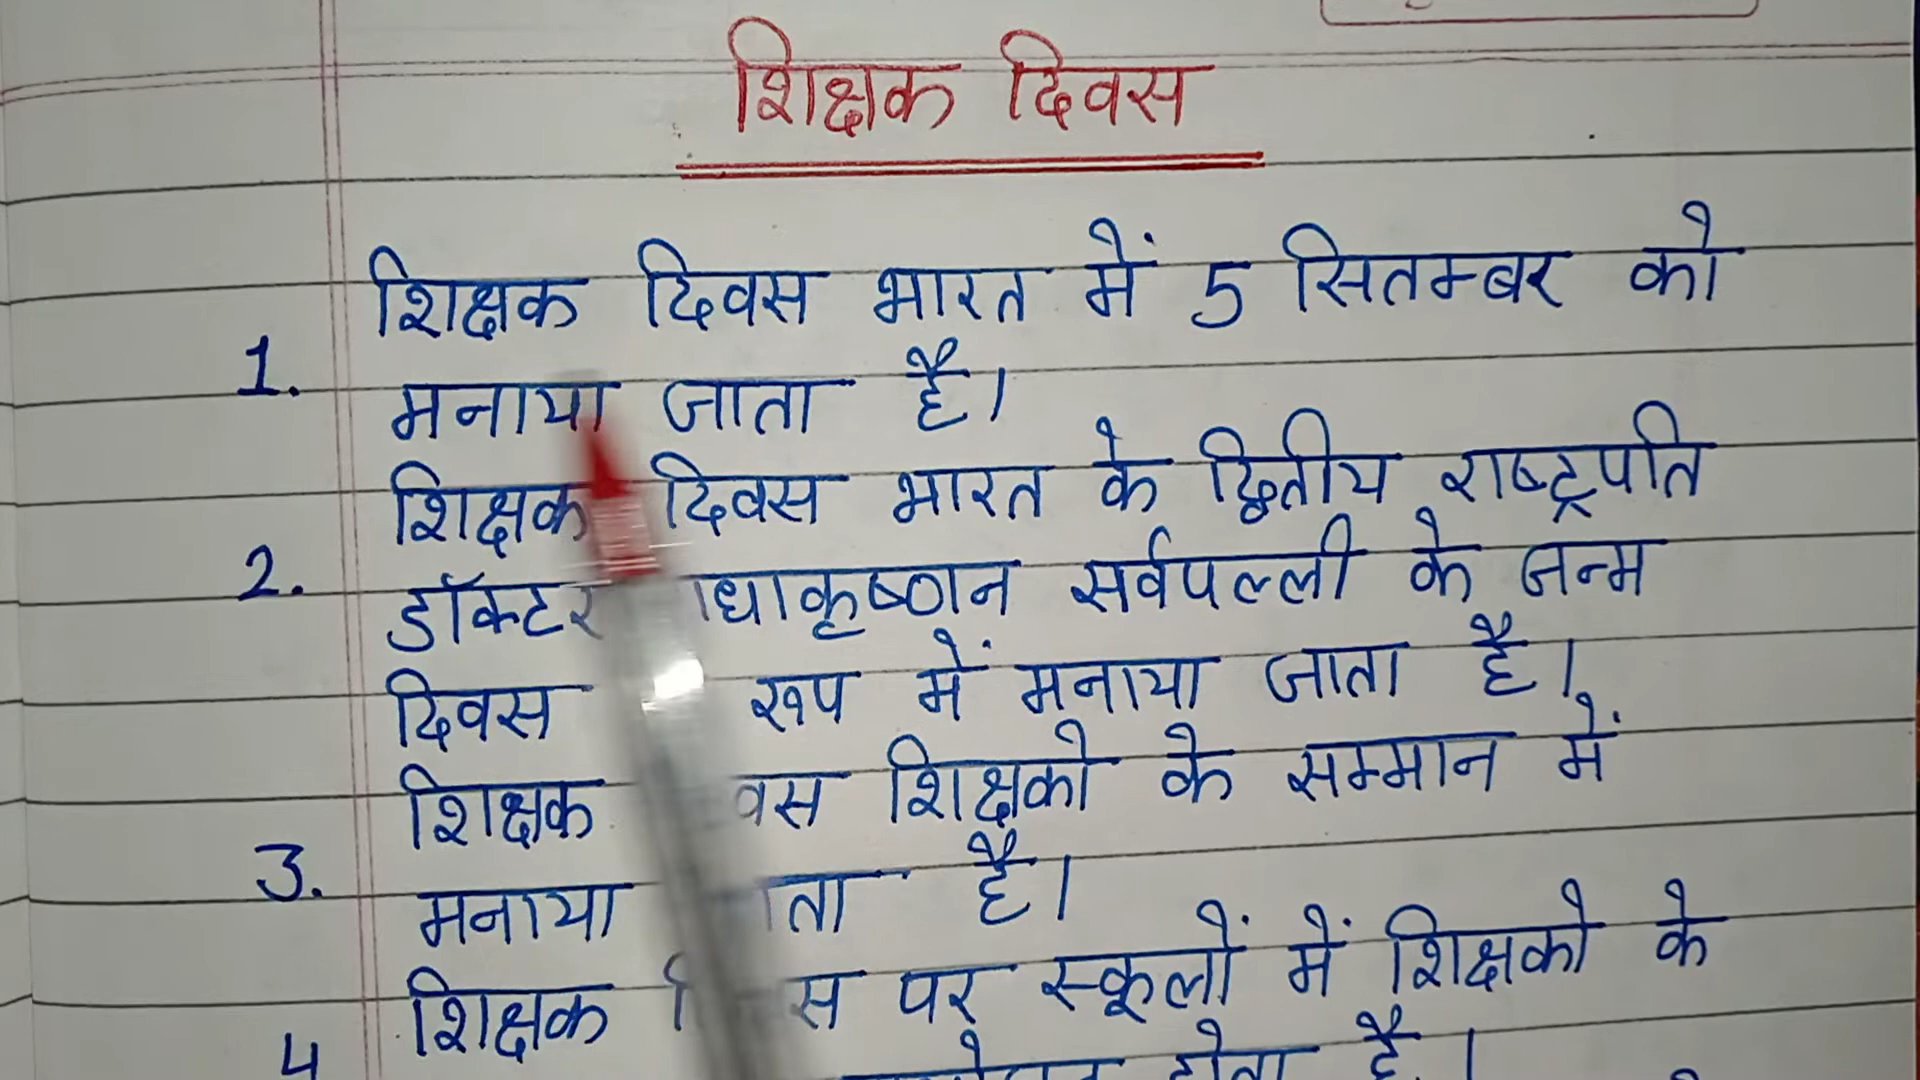 शिक्षक दिवस
शिक्षक दिवस भारत में 5 सितम्बर को
1.
मनाया जाता है।
शिक्षक दिवस भारत के द्वितीय राष्ट्रपति
2.
डॉक्टर सर्वपल्ली के जन्म
दिवस रूप में मनाया जाता है।
शिक्षक शिक्षको के सम्मान में
3.
मनाया है।
शिक्षक पर स्कूलों में शिक्षको के
4
होता है।